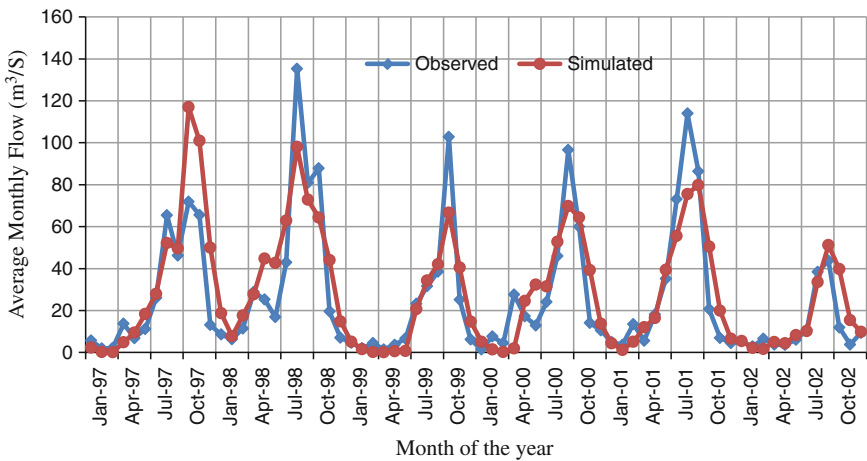 160
140
120
100
80
60
40
20
0
Average Monthly Flow (m³/S)
Observed
Simulated
Jan-97
Apr-97
Jul-97
Oct-97
Jan-98
Apr-98
Jul-98
Oct-98
Jan-99
Apr-99
Jul-99
Oct-99
Jan-00
Apr-00
Jul-00
Oct-00
Jan-01
Apr-01
Jul-01
Oct-01
Jan-02
Apr-02
Jul-02
Oct-02
Month of the year